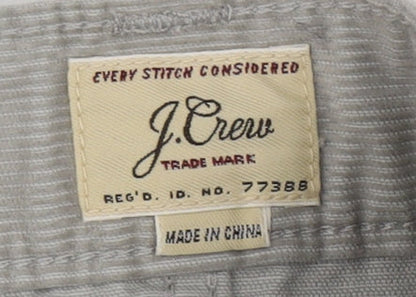 EVERY STITCH CONSIDERED
J.Crew
TRADE MARK
REG'D. ID. NO. 77388
MADE IN CHINA